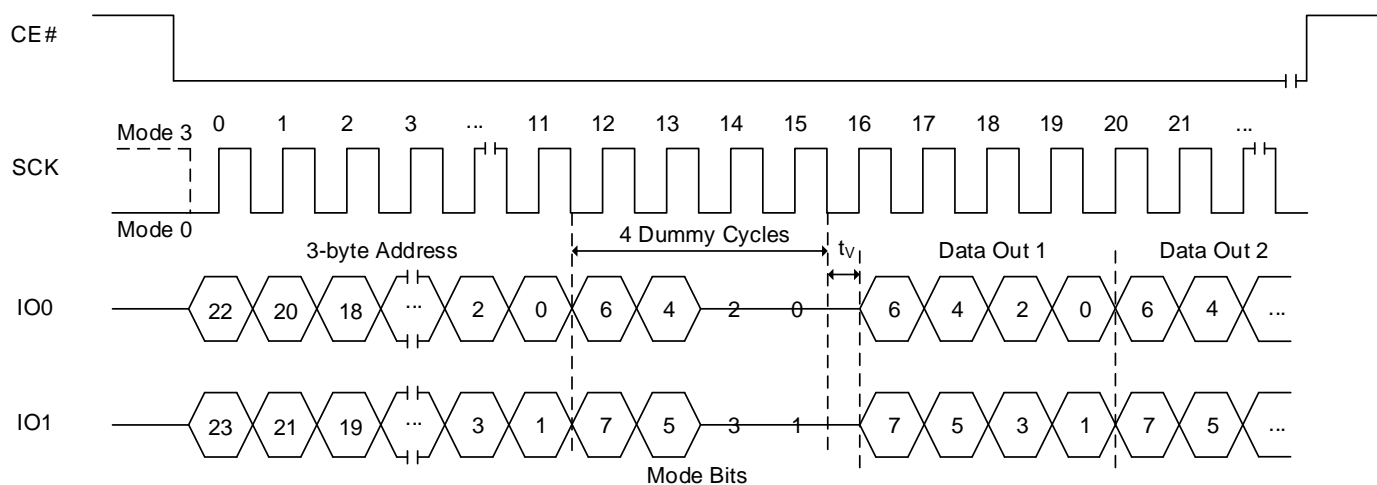 CE#
0 1 2 3 ... 11 12 13 14 15 16 17 18 19 20 21 ...
Mode 3
SCK
Mode 0
4 Dummy Cycles
3-byte Address tV Data Out 1 Data Out 2
IO0 22 20 18 ... 2 0 6 4 2 0 6 4 2 0 6 4 ...
IO1 23 21 19 ... 3 1 7 5 3 1 7 5 3 1 7 5 ...
Mode Bits